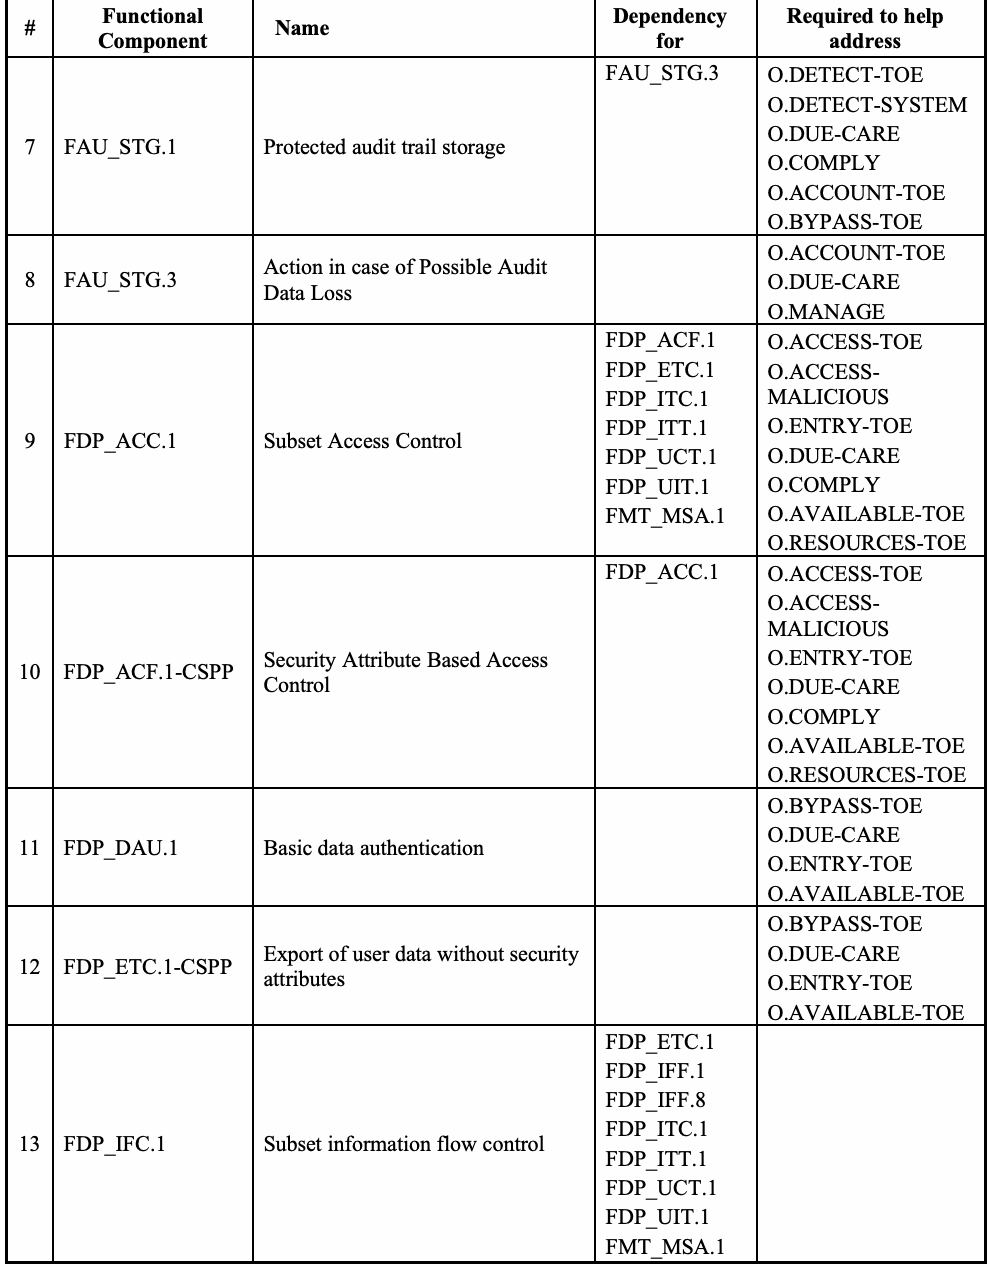 #
Functional
Component
Name
Dependency
for
Required to help
address
7
FAU_STG.1
Protected audit trail storage
FAU_STG.3
O.DETECT-TOE
O.DETECT-SYSTEM
O.DUE-CARE
O.COMPLY
O.ACCOUNT-TOE
O.BYPASS-TOE
8
FAU_STG.3
Action in case of Possible Audit
Data Loss
O.ACCOUNT-TOE
O.DUE-CARE
O.MANAGE
9
FDP_ACC.1
Subset Access Control
FDP_ACF.1
FDP_ETC.1
FDP_ITC.1
FDP_ITT.1
FDP_UCT.1
FDP_UIT.1
FMT_MSA.1
O.ACCESS-TOE
O.ACCESS-
MALICIOUS
O.ENTRY-TOE
O.DUE-CARE
O.COMPLY
O.AVAILABLE-TOE
O.RESOURCES-TOE
10
FDP_ACF.1-CSPP
Security Attribute Based Access
Control
FDP_ACC.1
O.ACCESS-TOE
O.ACCESS-
MALICIOUS
O.ENTRY-TOE
O.DUE-CARE
O.COMPLY
O.AVAILABLE-TOE
O.RESOURCES-TOE
11
FDP_DAU.1
Basic data authentication
O.BYPASS-TOE
O.DUE-CARE
O.ENTRY-TOE
O.AVAILABLE-TOE
12
FDP_ETC.1-CSPP
Export of user data without security
attributes
O.BYPASS-TOE
O.DUE-CARE
O.ENTRY-TOE
O.AVAILABLE-TOE
13
FDP_IFC.1
Subset information flow control
FDP_ETC.1
FDP_IFF.1
FDP_IFF.8
FDP_ITC.1
FDP_ITT.1
FDP_UCT.1
FDP_UIT.1
FMT_MSA.1